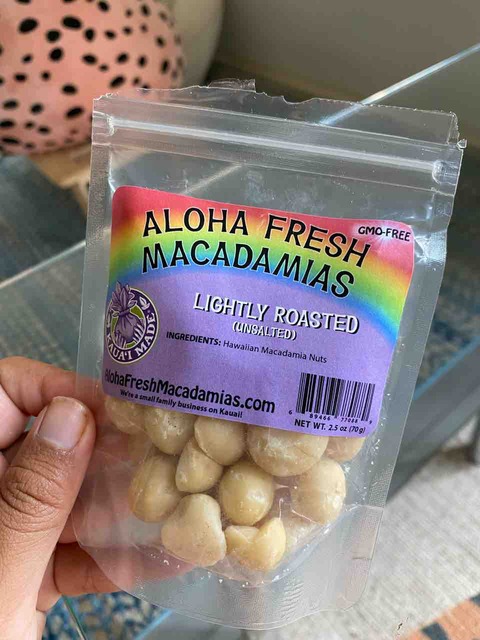 ALOHA FRESH
MACADAMIAS
GMO-FREE
LIGHTLY ROASTED
(UNSALTED)
INGREDIENTS: Hawaiian Macadamia Nuts
KAUA'I MADE
AlohaFreshMacadamias.com
We're a small family business on Kauai!
NET WT. 2.5 oz (70g)